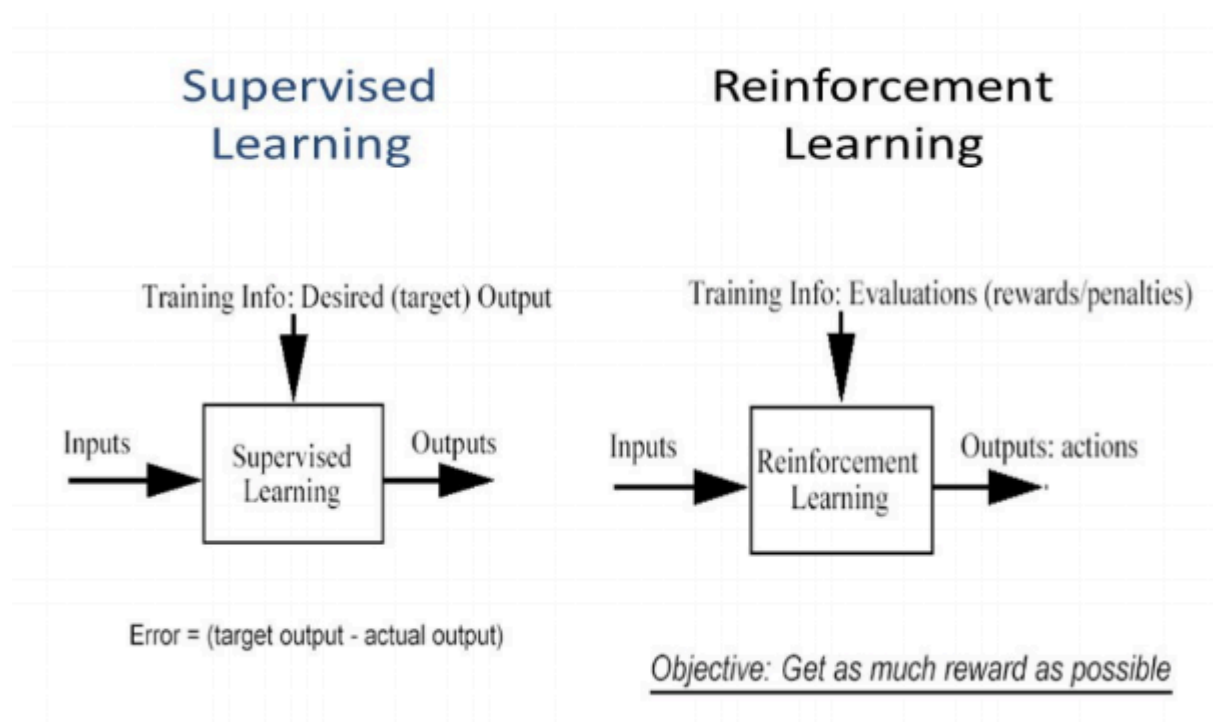 Supervised
Learning
Training Info: Desired (target) Output
Inputs
Supervised
Learning
Outputs
Error = (target output - actual output)
Reinforcement
Learning
Training Info: Evaluations (rewards/penalties)
Inputs
Reinforcement
Learning
Outputs: actions
Objective: Get as much reward as possible